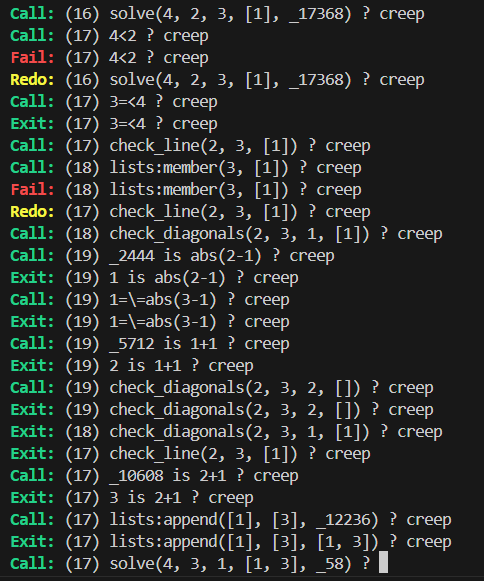 Call: (16) solve(4, 2, 3, [1], _17368) ? creep
Call: (17) 4<2 ? creep
Fail: (17) 4<2 ? creep
Redo: (16) solve(4, 2, 3, [1], _17368) ? creep
Call: (17) 3=<4 ? creep
Exit: (17) 3=<4 ? creep
Call: (17) check_line(2, 3, [1]) ? creep
Call: (18) lists:member(3, [1]) ? creep
Fail: (18) lists:member(3, [1]) ? creep
Redo: (17) check_line(2, 3, [1]) ? creep
Call: (18) check_diagonals(2, 3, 1, [1]) ? creep
Call: (19) _2444 is abs(2-1) ? creep
Exit: (19) 1 is abs(2-1) ? creep
Call: (19) 1=\=abs(3-1) ? creep
Exit: (19) 1=\=abs(3-1) ? creep
Call: (19) _5712 is 1+1 ? creep
Exit: (19) 2 is 1+1 ? creep
Call: (19) check_diagonals(2, 3, 2, []) ? creep
Exit: (19) check_diagonals(2, 3, 2, []) ? creep
Exit: (18) check_diagonals(2, 3, 1, [1]) ? creep
Exit: (17) check_line(2, 3, [1]) ? creep
Call: (17) _10608 is 2+1 ? creep
Exit: (17) 3 is 2+1 ? creep
Call: (17) lists:append([1], [3], _12236) ? creep
Exit: (17) lists:append([1], [3], [1, 3]) ? creep
Call: (17) solve(4, 3, 1, [1, 3], _58) ?